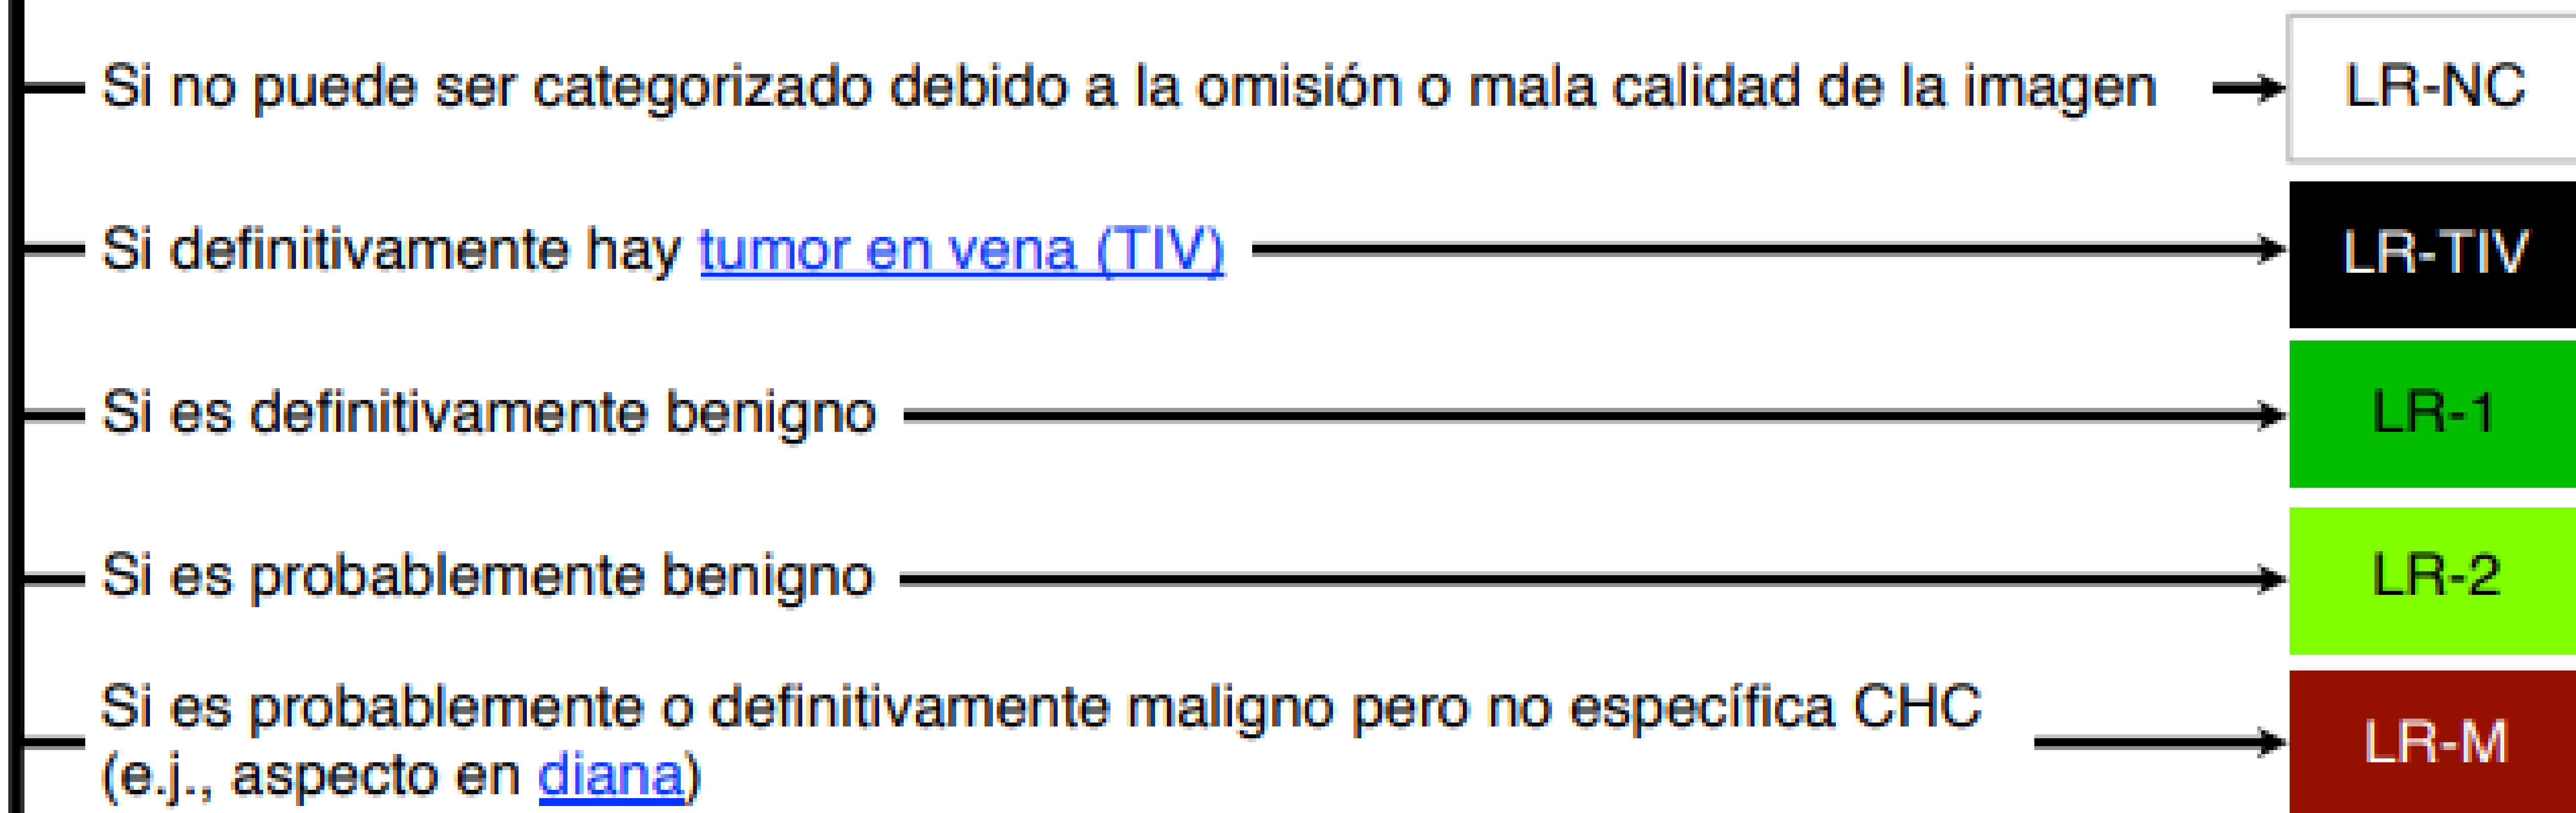 Si no puede ser categorizado debido a la omisión o mala calidad de la imagen LR-NC
Si definitivamente hay tumor en vena (TIV) LR-TIV
Si es definitivamente benigno LR-1
Si es probablemente benigno LR-2
Si es probablemente o definitivamente maligno pero no específica CHC
(e.j., aspecto en diana) LR-M